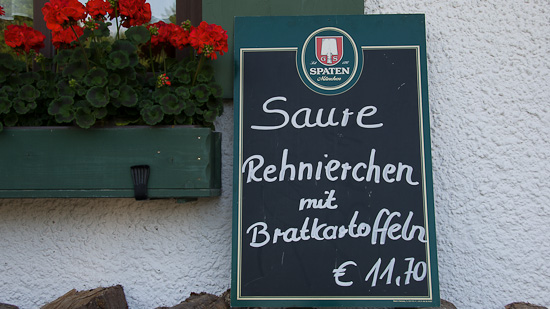 SPATEN
München
Saure
Rehnierchen
mit
Bratkartoffeln
€ 11,70